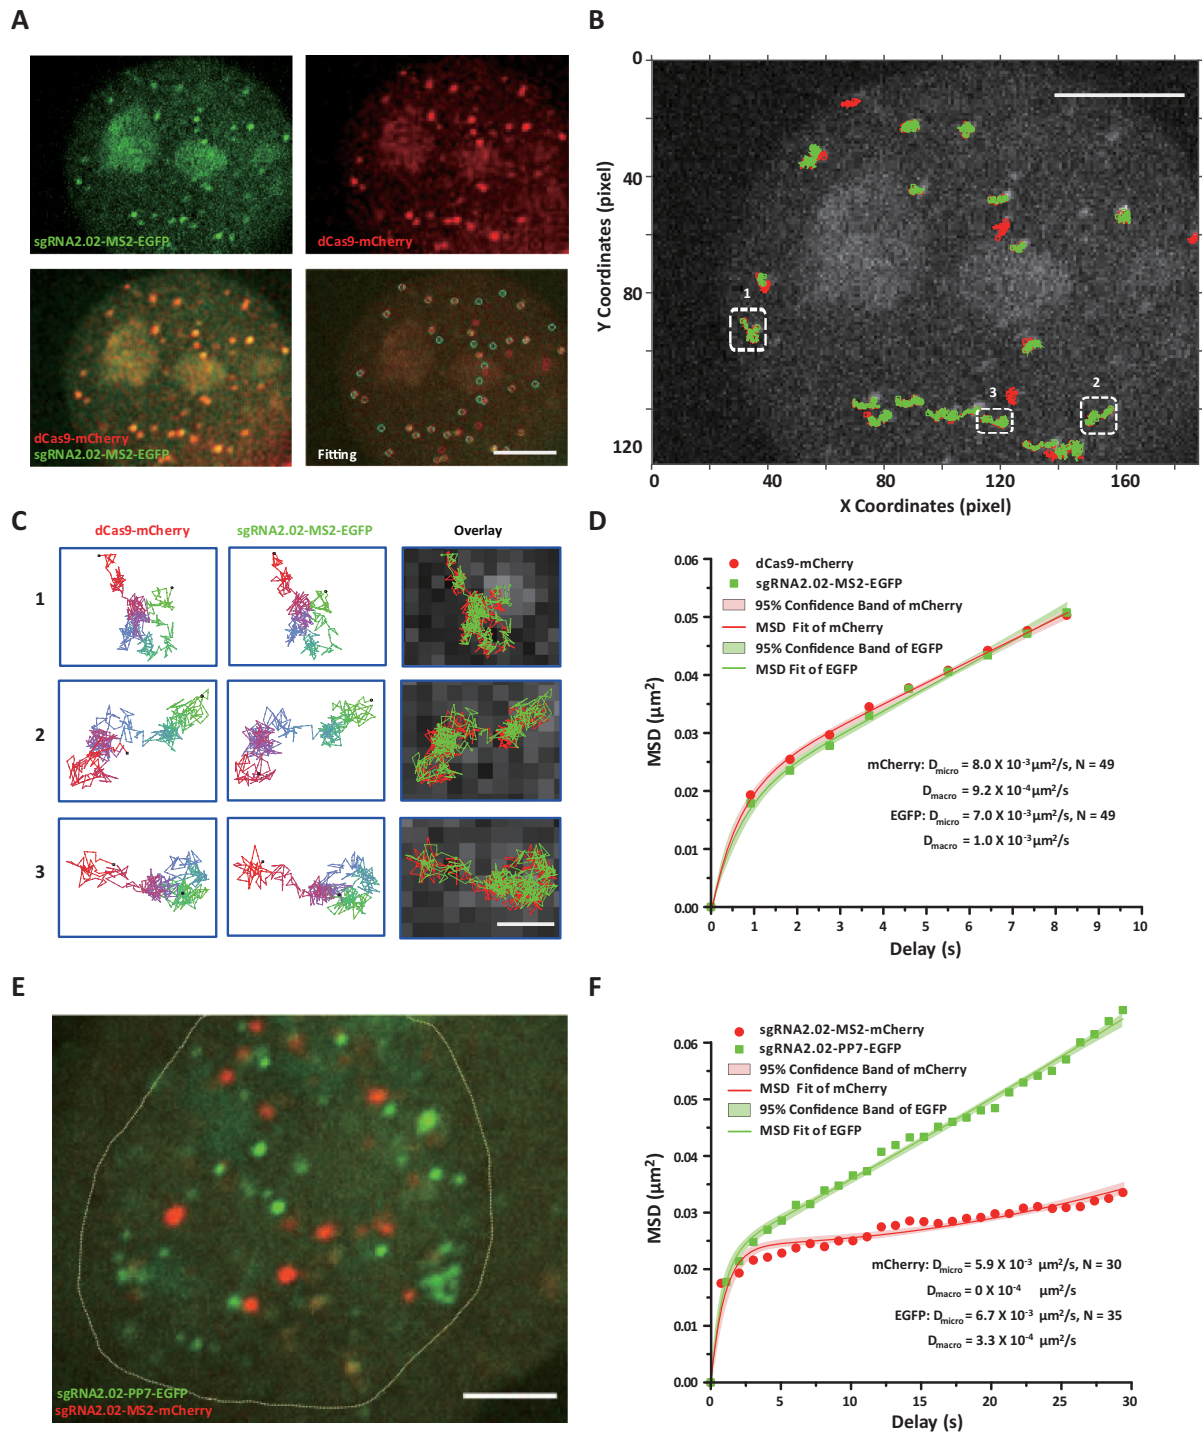 A
sgRNA2.02-MS2-EGFP
dCas9-mCherry
dCas9-mCherry
sgRNA2.02-MS2-EGFP
Fitting
B
0
40
80
120
Y Coordinates (pixel)
1
2
3
0
40
80
120
160
X Coordinates (pixel)
C
dCas9-mCherry
sgRNA2.02-MS2-EGFP
Overlay
1
2
3
D
0.06
0.05
0.04
0.03
0.02
0.01
0.00
MSD (μm²)
dCas9-mCherry
sgRNA2.02-MS2-EGFP
95% Confidence Band of mCherry
MSD Fit of mCherry
95% Confidence Band of EGFP
MSD Fit of EGFP
mCherry: Dmicro = 8.0 X 10⁻³μm²/s, N = 49
Dmacro = 9.2 X 10⁻⁴μm²/s
EGFP: Dmicro = 7.0 X 10⁻³μm²/s, N = 49
Dmacro = 1.0 X 10⁻³μm²/s
0 1 2 3 4 5 6 7 8 9 10
Delay (s)
E
sgRNA2.02-PP7-EGFP
sgRNA2.02-MS2-mCherry
F
0.06
0.05
0.04
0.03
0.02
0.01
0.00
MSD (μm²)
sgRNA2.02-MS2-mCherry
sgRNA2.02-PP7-EGFP
95% Confidence Band of mCherry
MSD Fit of mCherry
95% Confidence Band of EGFP
MSD Fit of EGFP
mCherry: Dmicro = 5.9 X 10⁻³ μm²/s, N = 30
Dmacro = 0 X 10⁻⁴ μm²/s
EGFP: Dmicro = 6.7 X 10⁻³ μm²/s, N = 35
Dmacro = 3.3 X 10⁻⁴ μm²/s
0 5 10 15 20 25 30
Delay (s)